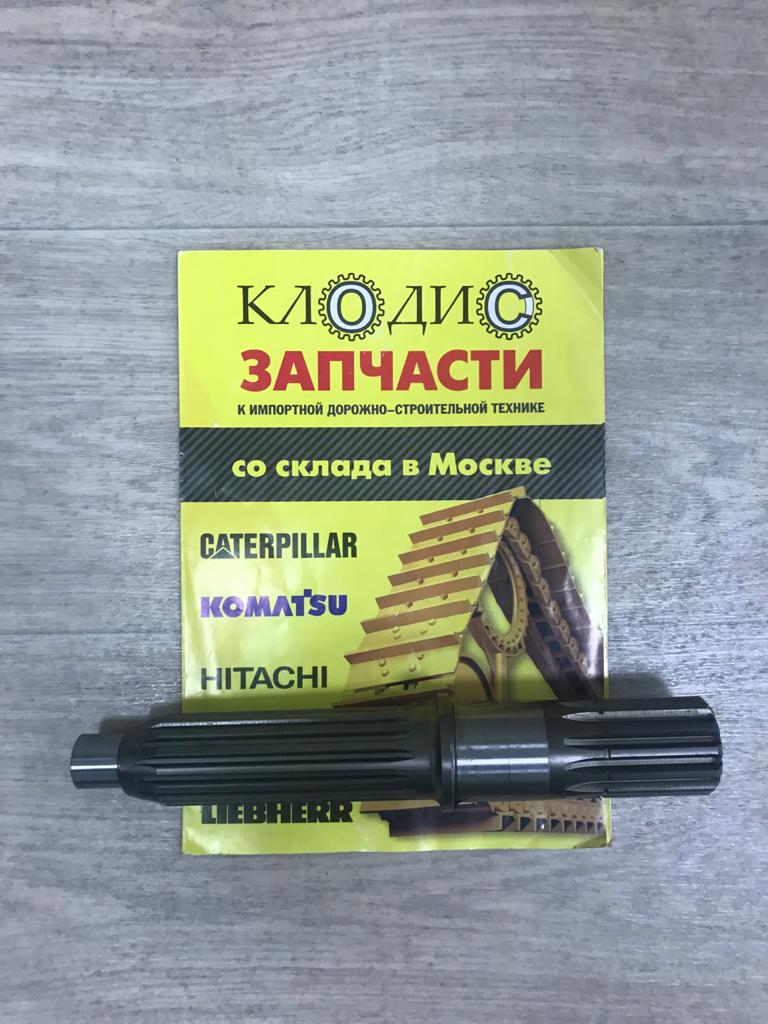 КЛОДИС
ЗАПЧАСТИ
К ИМПОРТНОЙ ДОРОЖНО-СТРОИТЕЛЬНОЙ ТЕХНИКЕ
со склада в Москве
CATERPILLAR
KOMATSU
HITACHI
LIEBHERR